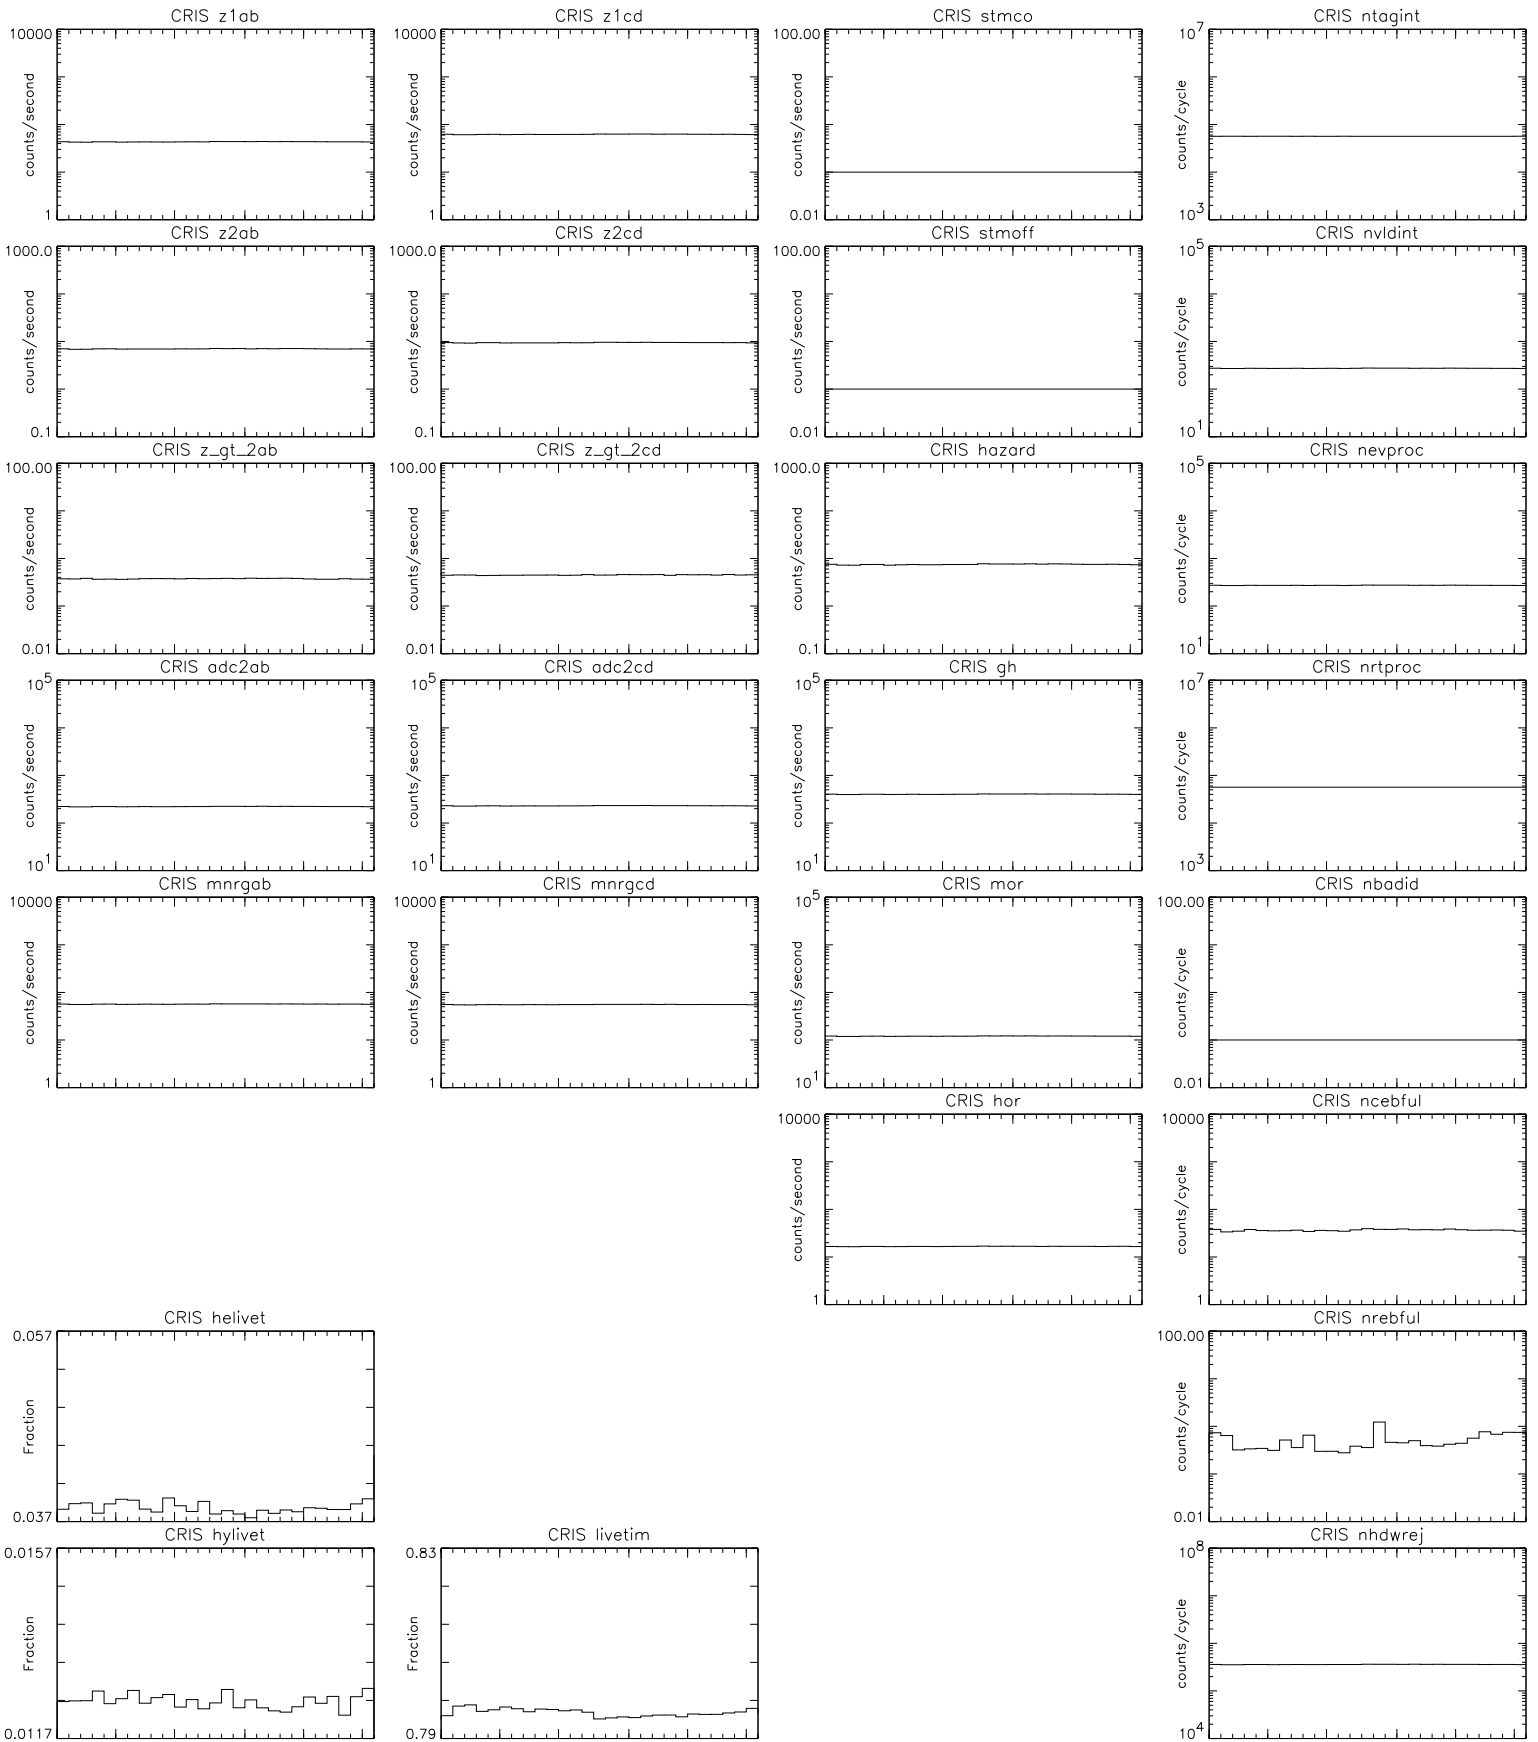 CRIS z1ab CRIS z1cd CRIS stmco CRIS ntagint
10000 10000 100.00 10^7
counts/second counts/second counts/second counts/cycle
1 1 0.01 10^3
CRIS z2ab CRIS z2cd CRIS stmoff CRIS nvldint
1000.0 1000.0 100.00 10^5
counts/second counts/second counts/second counts/cycle
0.1 0.1 0.01 10^1
CRIS z_gt_2ab CRIS z_gt_2cd CRIS hazard CRIS nevproc
100.00 100.00 1000.0 10^5
counts/second counts/second counts/second counts/cycle
0.01 0.01 0.1 10^1
CRIS adc2ab CRIS adc2cd CRIS gh CRIS nrtproc
10^5 10^5 10^5 10^7
counts/second counts/second counts/second counts/cycle
10^1 10^1 10^1 10^3
CRIS mnrgab CRIS mnrgcd CRIS mor CRIS nbadid
10000 10000 10^5 100.00
counts/second counts/second counts/second counts/cycle
1 1 10^1 0.01
CRIS hor CRIS ncebful
10000 10000
counts/second counts/cycle
1 1
CRIS helivet CRIS nrebful
0.057 100.00
Fraction counts/cycle
0.037 0.01
CRIS hylivet CRIS livetim CRIS nhdwrej
0.0157 0.83 10^8
Fraction Fraction counts/cycle
0.0117 0.79 10^4